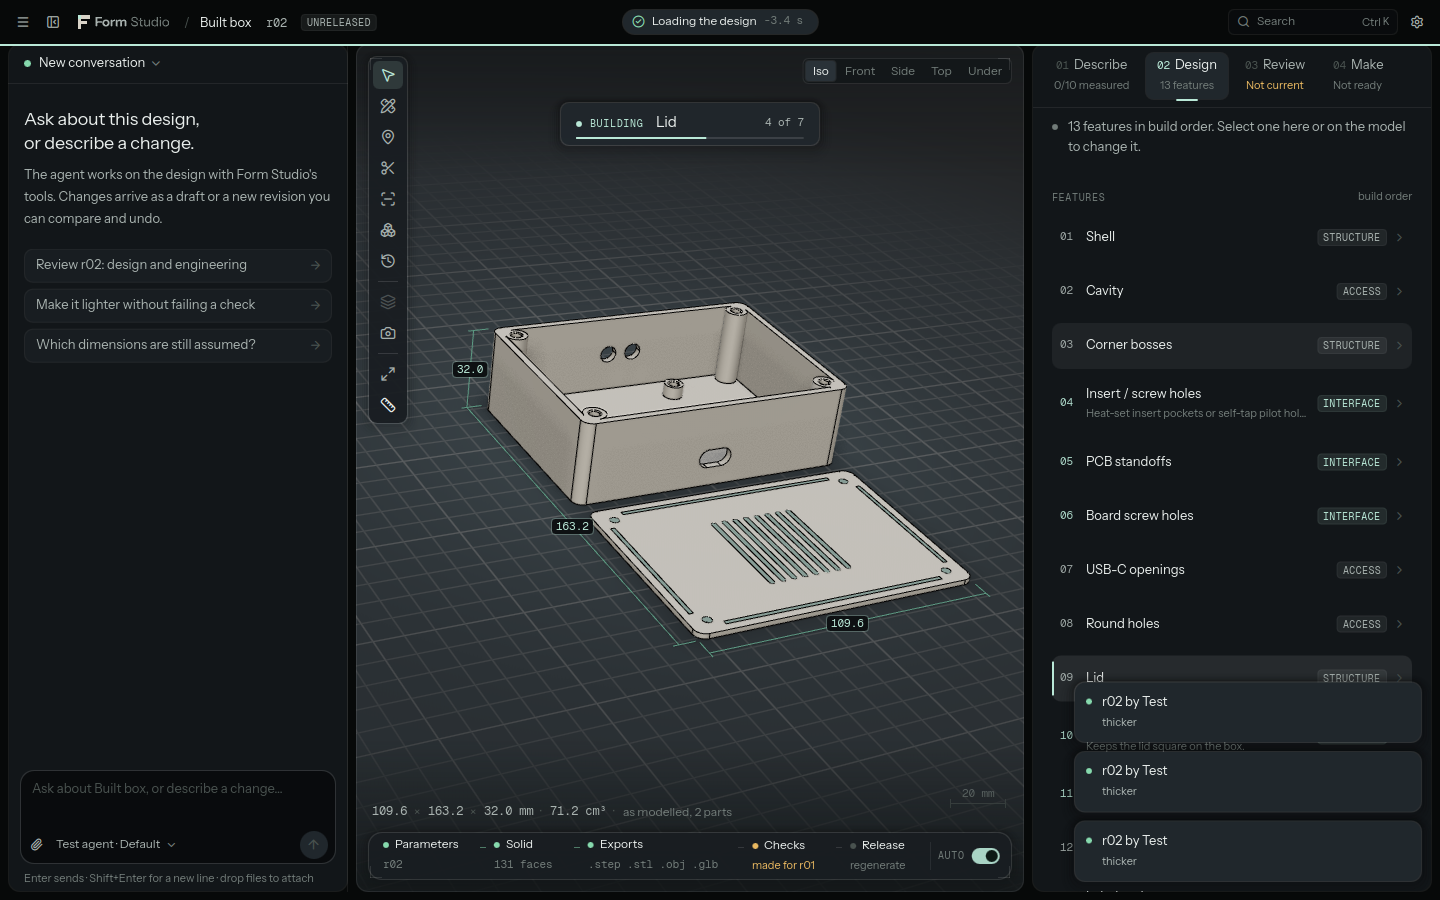 Form Studio / Built box r02 UNRELEASED
Loading the design -3.4 s
Search Ctrl K
New conversation
Ask about this design,
or describe a change.
The agent works on the design with Form Studio's
tools. Changes arrive as a draft or a new revision you
can compare and undo.
Review r02: design and engineering
Make it lighter without failing a check
Which dimensions are still assumed?
Ask about Built box, or describe a change...
Test agent · Default
Enter sends · Shift+Enter for a new line · drop files to attach
Iso Front Side Top Under
BUILDING Lid 4 of 7
32.0
163.2
109.6
20 mm
109.6 × 163.2 × 32.0 mm · 71.2 cm³ · as modelled, 2 parts
Parameters
r02
Solid
131 faces
Exports
.step .stl .obj .glb
Checks
made for r01
Release
regenerate
AUTO
01 Describe
0/10 measured
02 Design
13 features
03 Review
Not current
04 Make
Not ready
13 features in build order. Select one here or on the model
to change it.
FEATURES build order
01 Shell STRUCTURE
02 Cavity ACCESS
03 Corner bosses STRUCTURE
04 Insert / screw holes INTERFACE
Heat-set insert pockets or self-tap pilot hol...
05 PCB standoffs INTERFACE
06 Board screw holes INTERFACE
07 USB-C openings ACCESS
08 Round holes ACCESS
09 Lid STRUCTURE
r02 by Test
thicker
10
Keeps the lid square on the box.
r02 by Test
thicker
11
r02 by Test
thicker
12